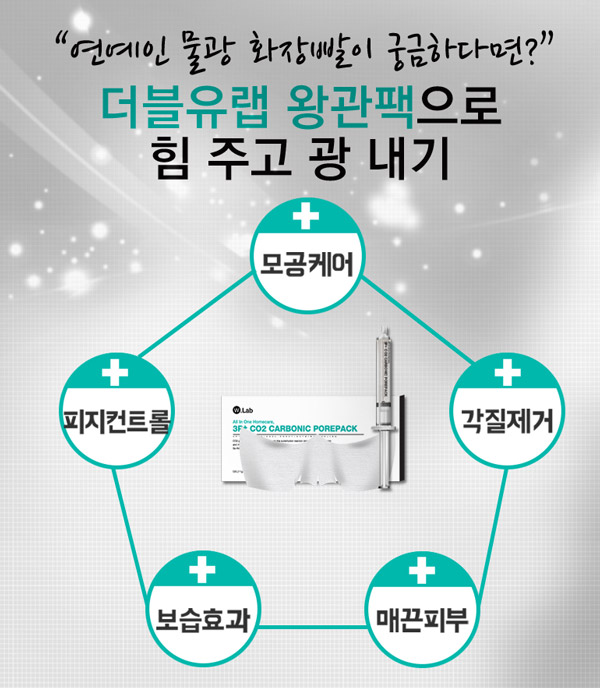 “연예인 물광 화장빨이 궁금하다면?”
더블유랩 왕관팩으로
힘 주고 광 내기
모공케어
피지컨트롤
각질제거
W.Lab
All In One Homecare,
CO2 CARBONIC POREPACK
보습효과
매끈피부